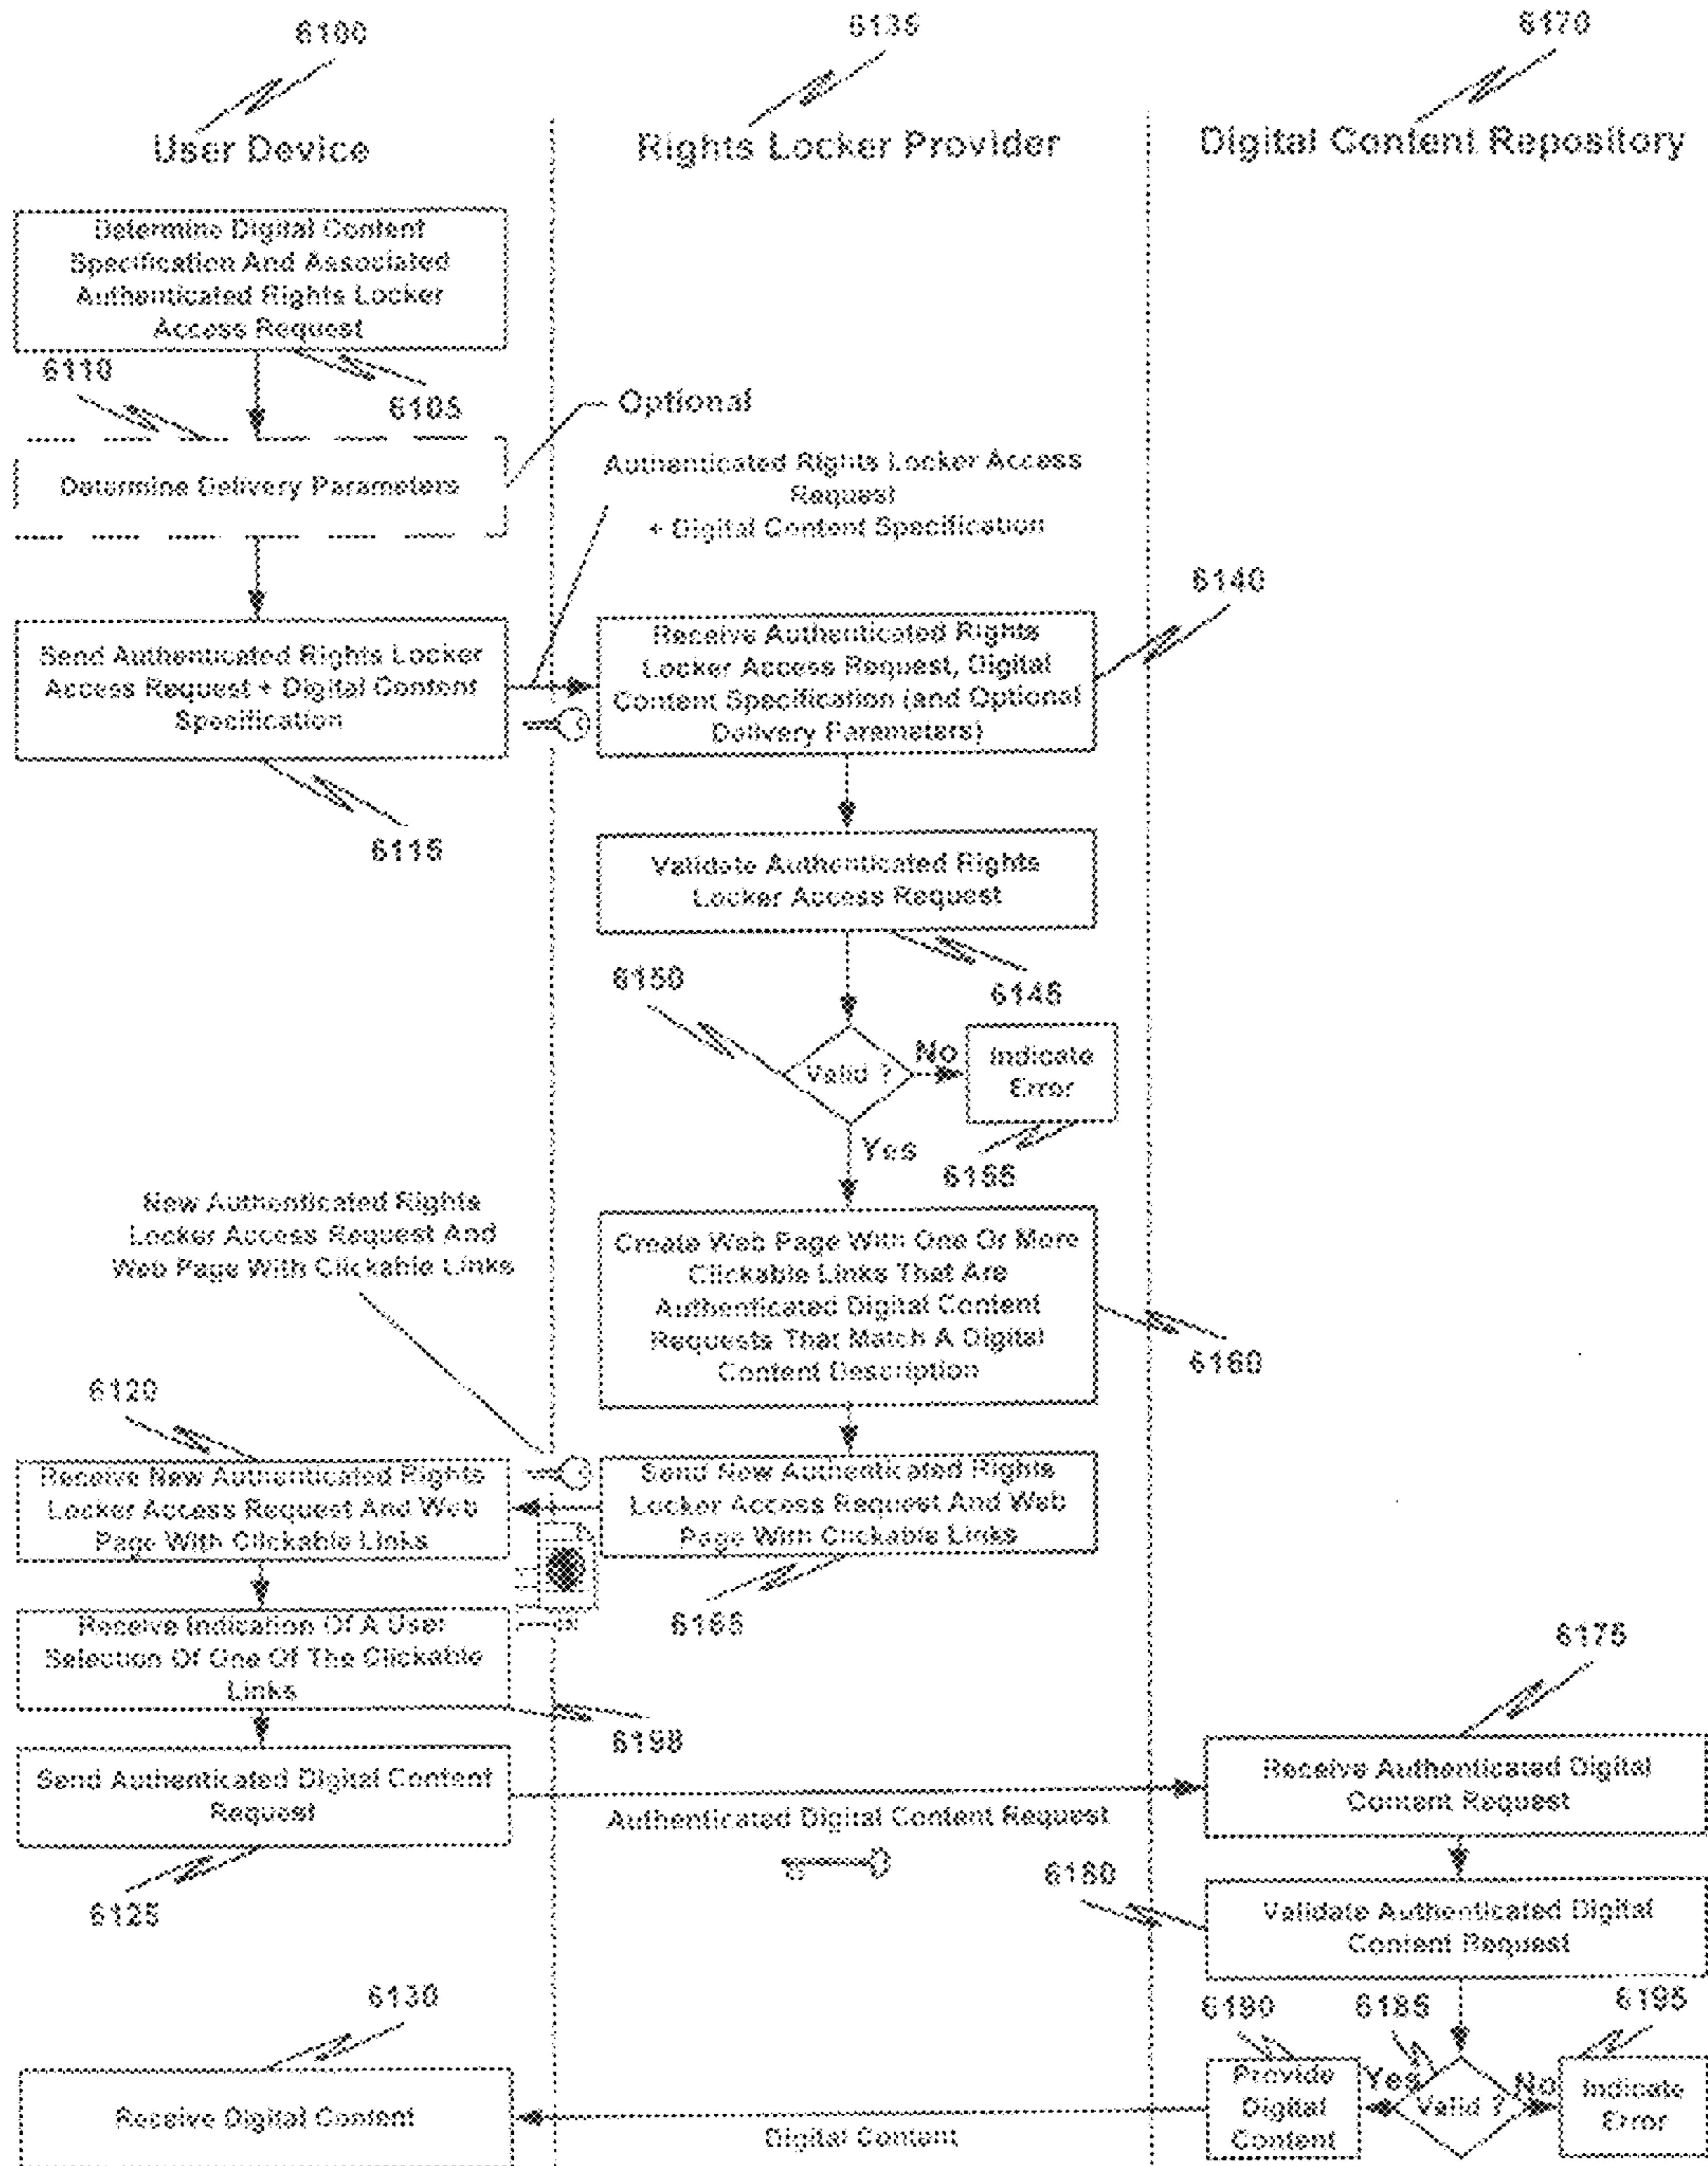 6100
6135
6170
User Device
Rights Locker Provider
Digital Content Repository
Determine Digital Content
Specification And Associated
Authenticated Rights Locker
Access Request
6110
6105
Optional
Determine Delivery Parameters
Authenticated Rights Locker Access
Request
+ Digital Content Specification
6140
Send Authenticated Rights Locker
Access Request + Digital Content
Specification
Receive Authenticated Rights
Locker Access Request, Digital
Content Specification (and Optional
Delivery Parameters)
6115
Validate Authenticated Rights
Locker Access Request
6150
6145
Valid ?
No
Indicate
Error
Yes
6155
New Authenticated Rights
Locker Access Request And
Web Page With Clickable Links
Create Web Page With One Or More
Clickable Links That Are
Authenticated Digital Content
Requests That Match A Digital
Content Description
6160
6120
Receive New Authenticated Rights
Locker Access Request And Web
Page With Clickable Links
Send New Authenticated Rights
Locker Access Request And Web
Page With Clickable Links
6165
Receive Indication Of A User
Selection Of One Of The Clickable
Links
6198
6175
Send Authenticated Digital Content
Request
Authenticated Digital Content Request
Receive Authenticated Digital
Content Request
6125
6180
Validate Authenticated Digital
Content Request
6130
6190
6185
6195
Receive Digital Content
Digital Content
Provide
Digital
Content
Yes
Valid ?
No
Indicate
Error